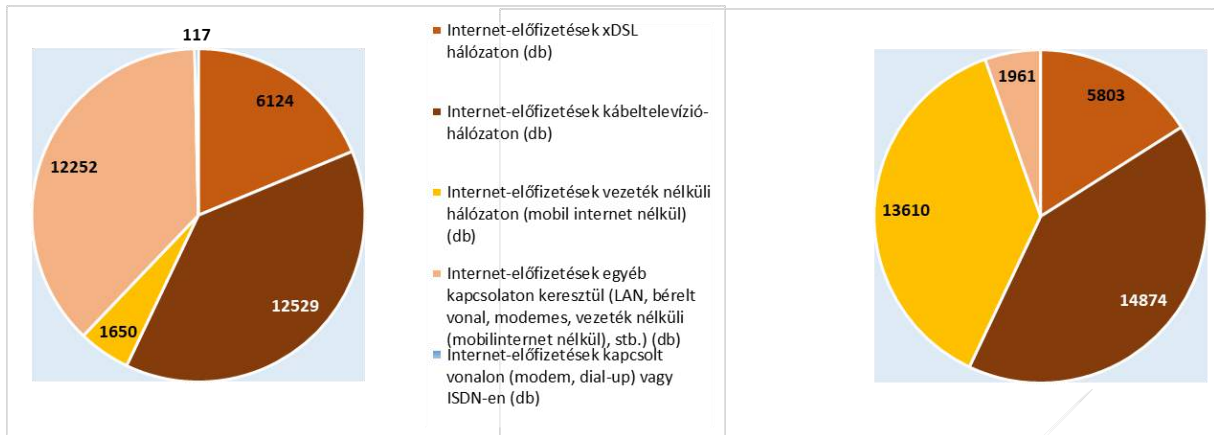 117
6124
12252
12529
1650
Internet-előfizetések xDSL
hálózaton (db)
Internet-előfizetések kábeltelevízió-
hálózaton (db)
Internet-előfizetések vezeték nélküli
hálózaton (mobil internet nélkül)
(db)
Internet-előfizetések egyéb
kapcsolaton keresztül (LAN, bérelt
vonal, modemes, vezeték nélküli
(mobilinternet nélkül), stb.) (db)
Internet-előfizetések kapcsolt
vonalon (modem, dial-up) vagy
ISDN-en (db)
1961
5803
13610
14874